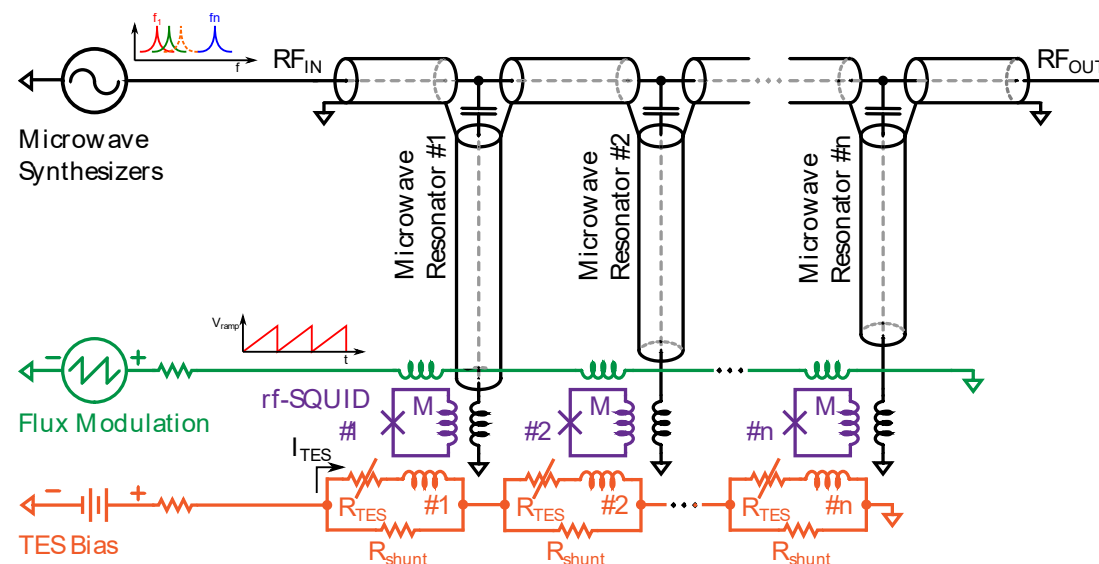 f1
fn
f
RFIN
RFOUT
Microwave
Synthesizers
Microwave
Resonator #1
Microwave
Resonator #2
Microwave
Resonator #n
Vramp
t
- +
Flux Modulation
rf-SQUID
#1
M
#2
M
#n
M
ITES
- +
TES Bias
RTES
#1
Rshunt
RTES
#2
Rshunt
RTES
#n
Rshunt